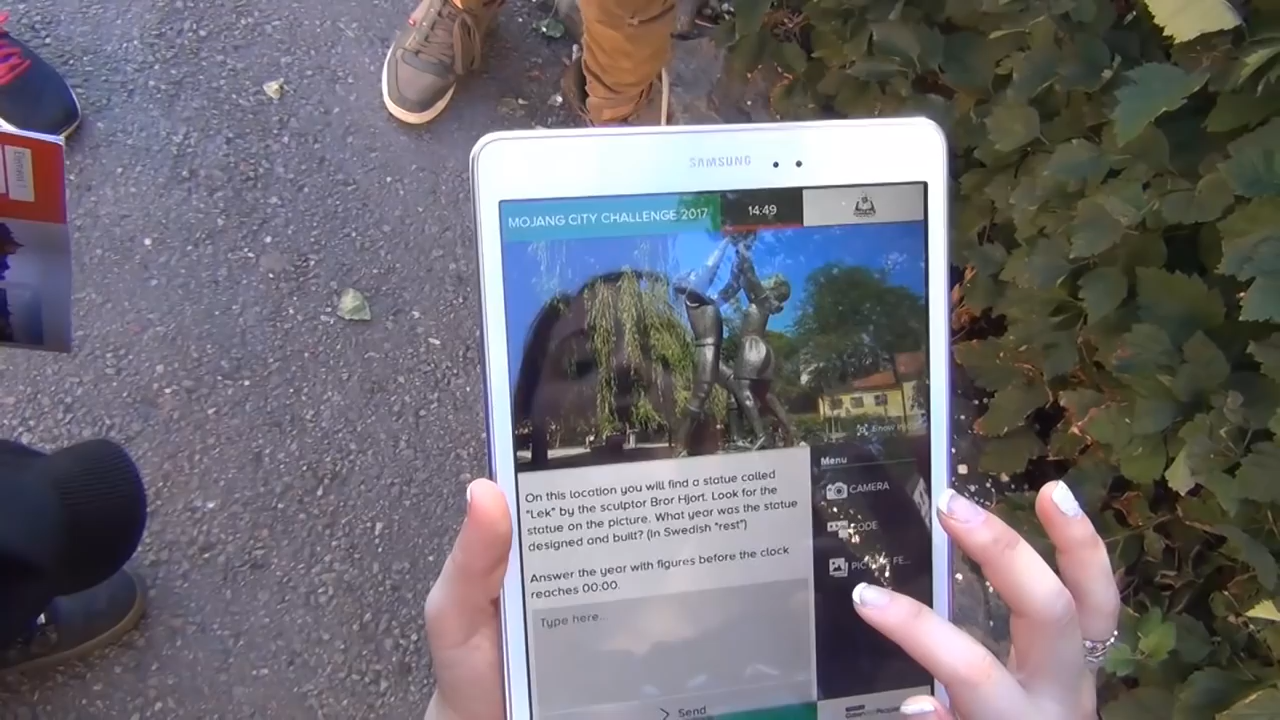 SAMSUNG
MOJANG CITY CHALLENGE 2017
14:49
On this location you will find a statue called
"Lek" by the sculptor Bror Hjort. Look for the
statue on the picture. What year was the statue
designed and built? (In Swedish "rest")
Answer the year with figures before the clock
reaches 00:00.
Type here...
Send
Show
Menu
CAMERA